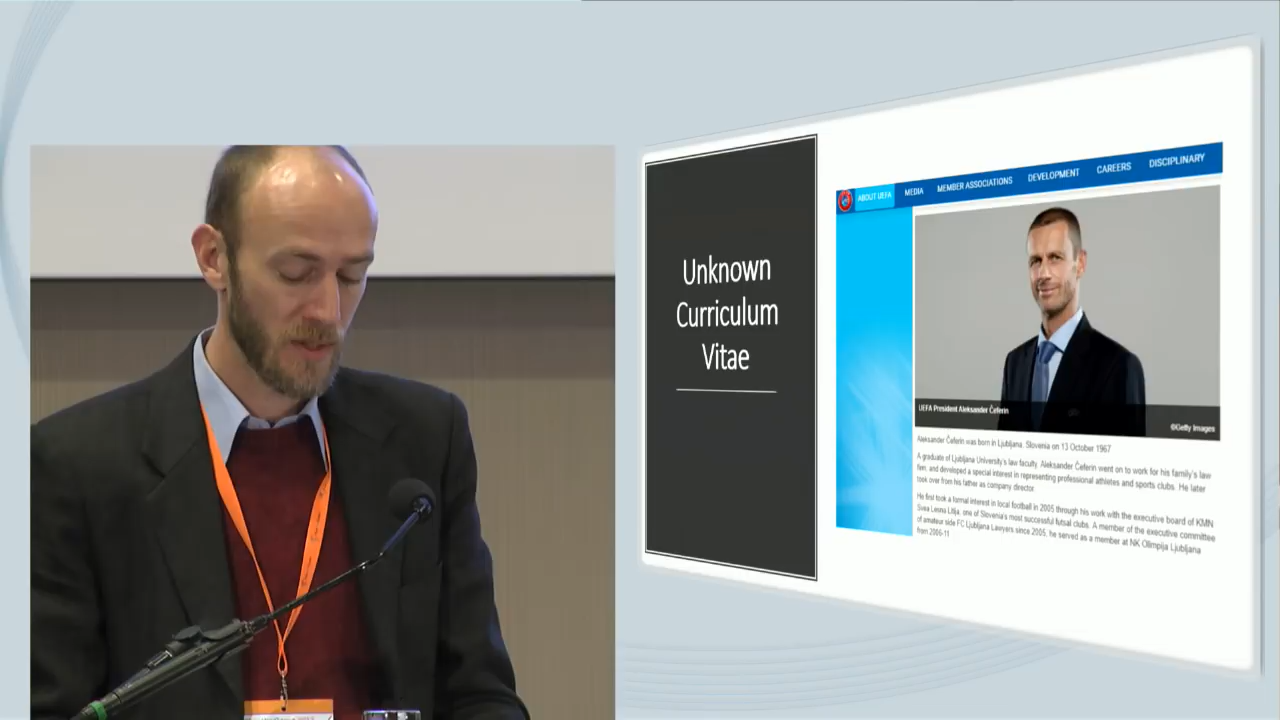 Unknown
Curriculum
Vitae
ABOUT UEFA
MEDIA
MEMBER ASSOCIATIONS
DEVELOPMENT
CAREERS
DISCIPLINARY
UEFA President Aleksander Čeferin
©Getty Images
Aleksander Čeferin was born in Ljubljana, Slovenia on 13 October 1967
A graduate of Ljubljana University's law faculty, Aleksander Čeferin went on to work for his family's law
firm, and developed a special interest in representing professional athletes and sports clubs. He later
took over from his father as company director.
He first took a formal interest in local football in 2005 through his work with the executive board of KMN
Svea Lesna Litija, one of Slovenia's most successful futsal clubs. A member of the executive committee
of amateur side FC Ljubljana Lawyers since 2005, he served as a member at NK Olimpija Ljubljana
from 2006-11